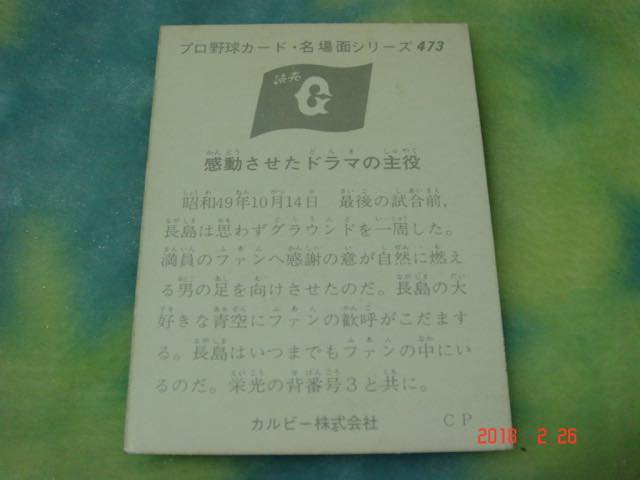 プロ野球カード・名場面シリーズ 473
読売
G
感動させたドラマの主役
昭和49年10月14日　最後の試合前，
長島は思わずグラウンドを一周した。
満員のファンへ感謝の意が自然に燃え
る男の足を向けさせたのだ。長島の大
好きな青空にファンの歓呼がこだます
る。長島はいつまでもファンの中にい
るのだ。栄光の背番号3と共に。
カルビー株式会社
CP
2018 2 26